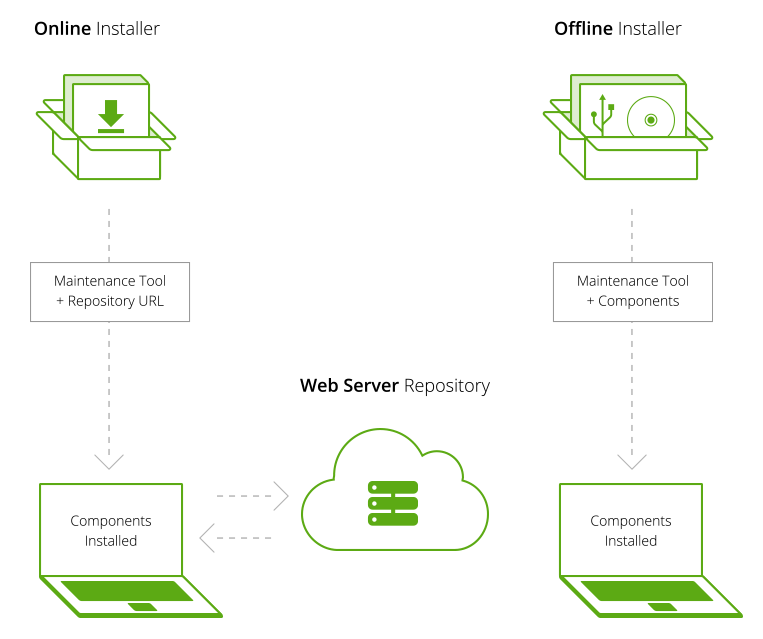 Online Installer
Offline Installer
Maintenance Tool
+ Repository URL
Maintenance Tool
+ Components
Web Server Repository
Components
Installed
Components
Installed